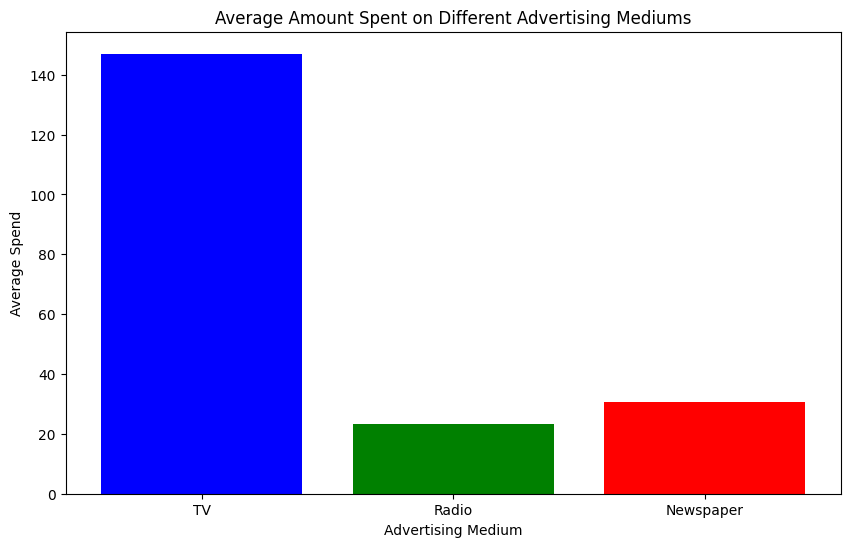 Average Amount Spent on Different Advertising Mediums
140
120
100
80
60
40
20
0
Average Spend
TV Radio Newspaper
Advertising Medium